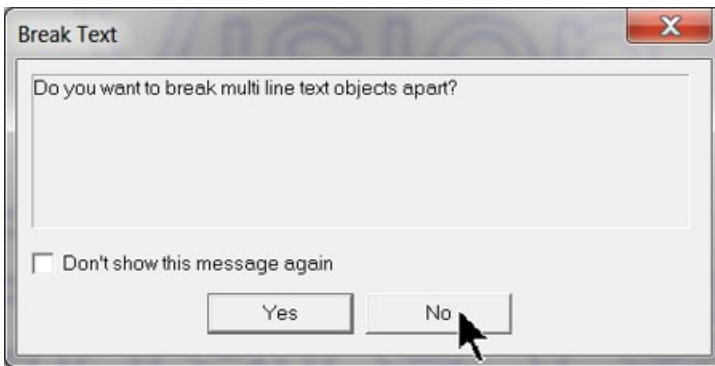 Break Text
Do you want to break multi line text objects apart?
Don't show this message again
Yes
No